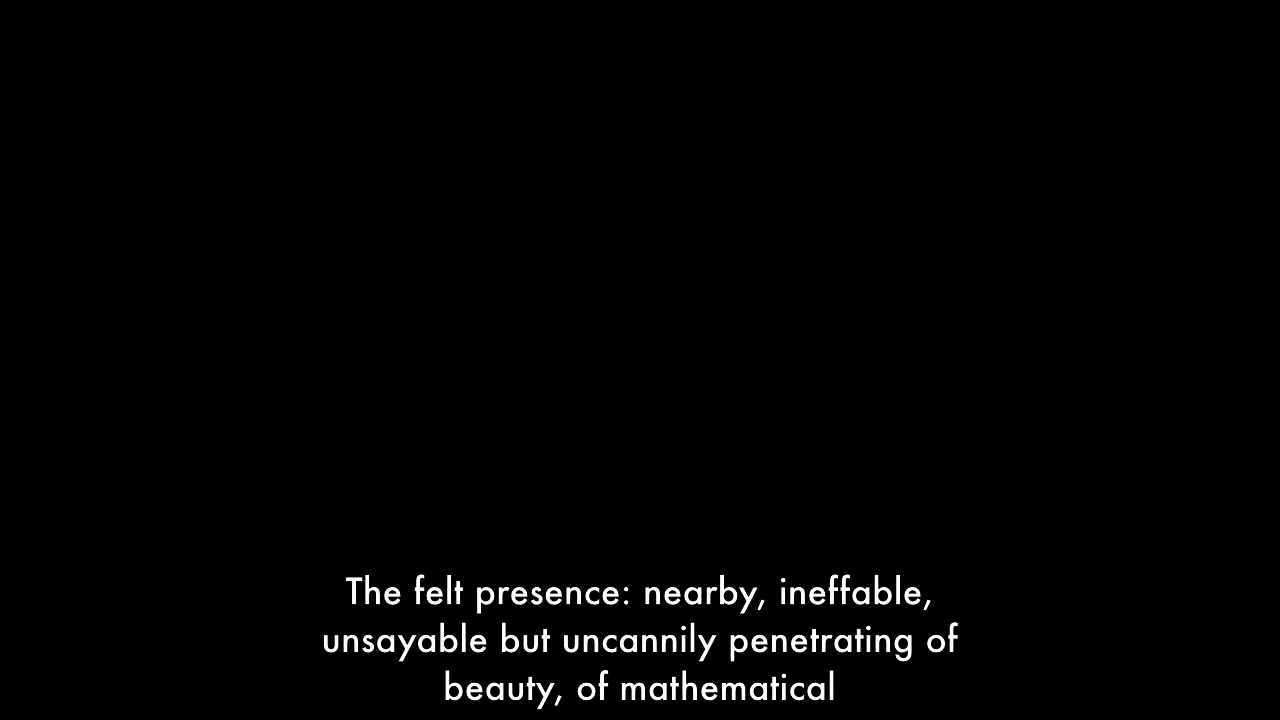 The felt presence: nearby, ineffable,
unsayable but uncannily penetrating of
beauty, of mathematical